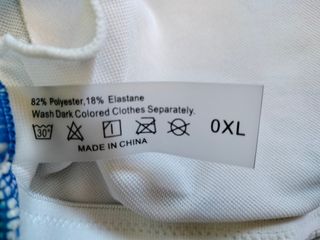 82% Polyester,18% Elastane
Wash Dark Colored Clothes Separately.
30° 0XL
MADE IN CHINA